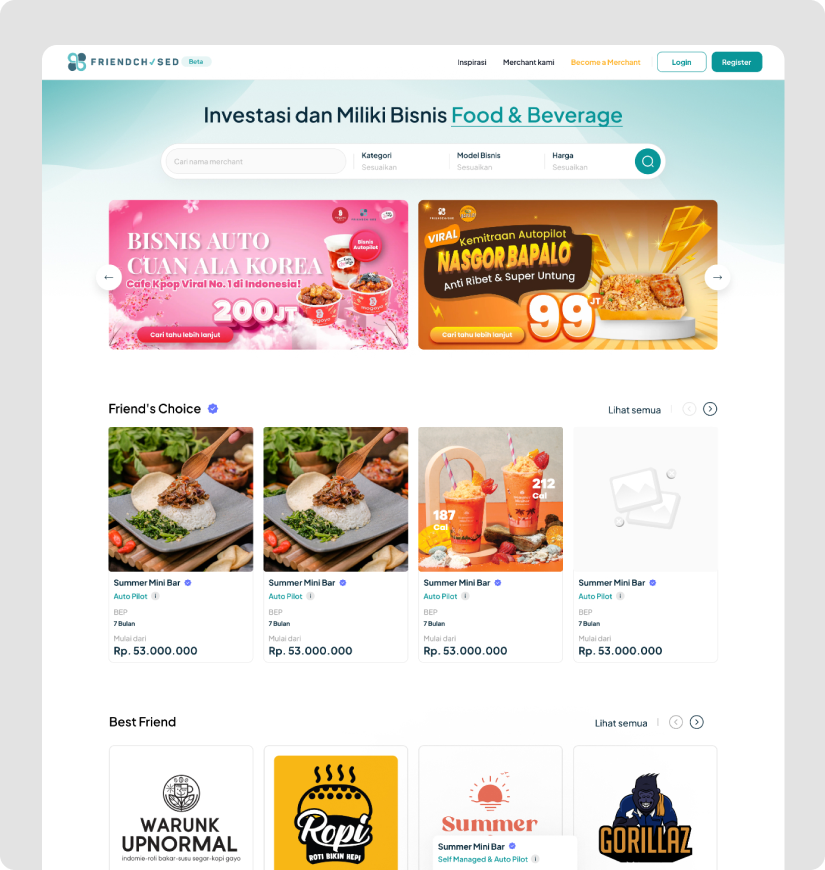 FRIENDCH✓SED Beta
Inspirasi
Merchant kami
Become a Merchant
Login
Register
Investasi dan Miliki Bisnis Food & Beverage
Cari nama merchant
Kategori
Sesuaikan
Model Bisnis
Sesuaikan
Harga
Sesuaikan
BISNIS AUTO
CUAN ALA KOREA
Cafe Kpop Viral No. 1 di Indonesia!
200JT
Cari tahu lebih lanjut
Bisnis
Autopilot
mogoyo
VIRAL
Kemitraan Autopilot
NASGOR BAPALO
Anti Ribet & Super Untung
99JT
Cari tahu lebih lanjut
Friend's Choice
Lihat semua
187
Cal
212
Cal
Summer Mini Bar
Auto Pilot i
BEP
7 Bulan
Mulai dari
Rp. 53.000.000
Summer Mini Bar
Auto Pilot i
BEP
7 Bulan
Mulai dari
Rp. 53.000.000
Summer Mini Bar
Auto Pilot i
BEP
7 Bulan
Mulai dari
Rp. 53.000.000
Summer Mini Bar
Auto Pilot i
BEP
7 Bulan
Mulai dari
Rp. 53.000.000
Best Friend
Lihat semua
WARUNK
UPNORMAL
indomie-roti bakar-susu segar-kopi gayo
Ropi
ROTI BIKIN HEPI
Summer
Summer Mini Bar
Self Managed & Auto Pilot i
GORILLAZ